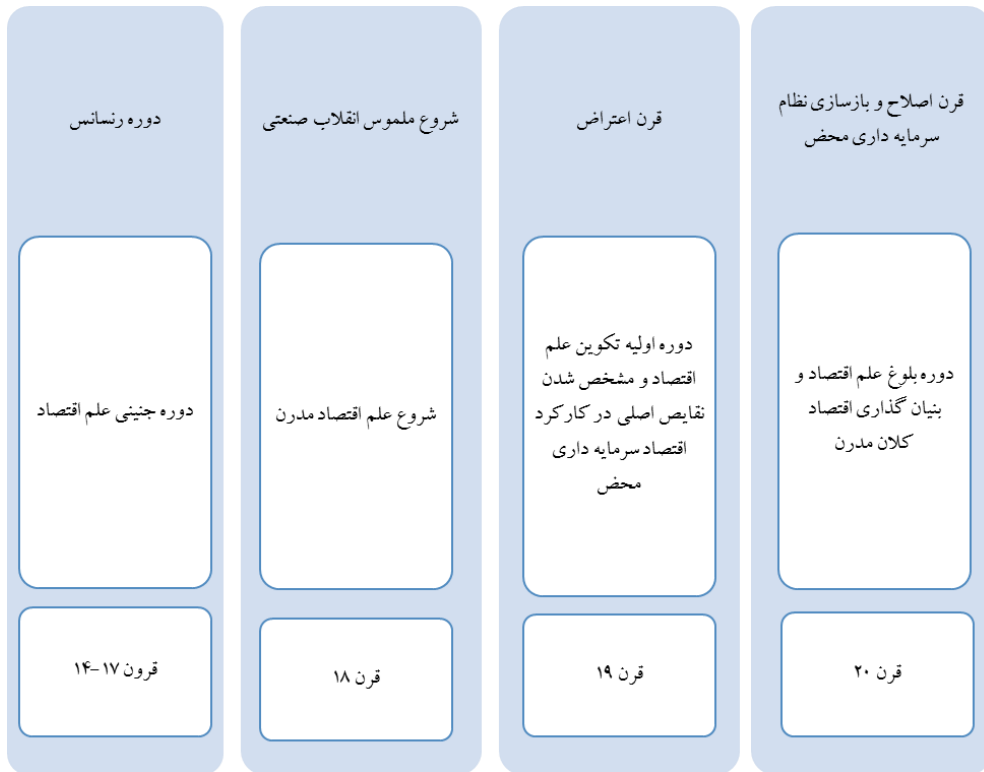 دوره رنسانس
دوره جنینی علم اقتصاد
قرون ۱۷-۱۴
شروع ملموس انقلاب صنعتی
شروع علم اقتصاد مدرن
قرن ۱۸
قرن اعتراض
دوره اولیه تکوین علم
اقتصاد و مشخص شدن
نقایص اصلی در کارکرد
اقتصاد سرمایه داری
محض
قرن ۱۹
قرن اصلاح و بازسازی نظام
سرمایه داری محض
دوره بلوغ علم اقتصاد و
بنیان گذاری اقتصاد
کلان مدرن
قرن ۲۰